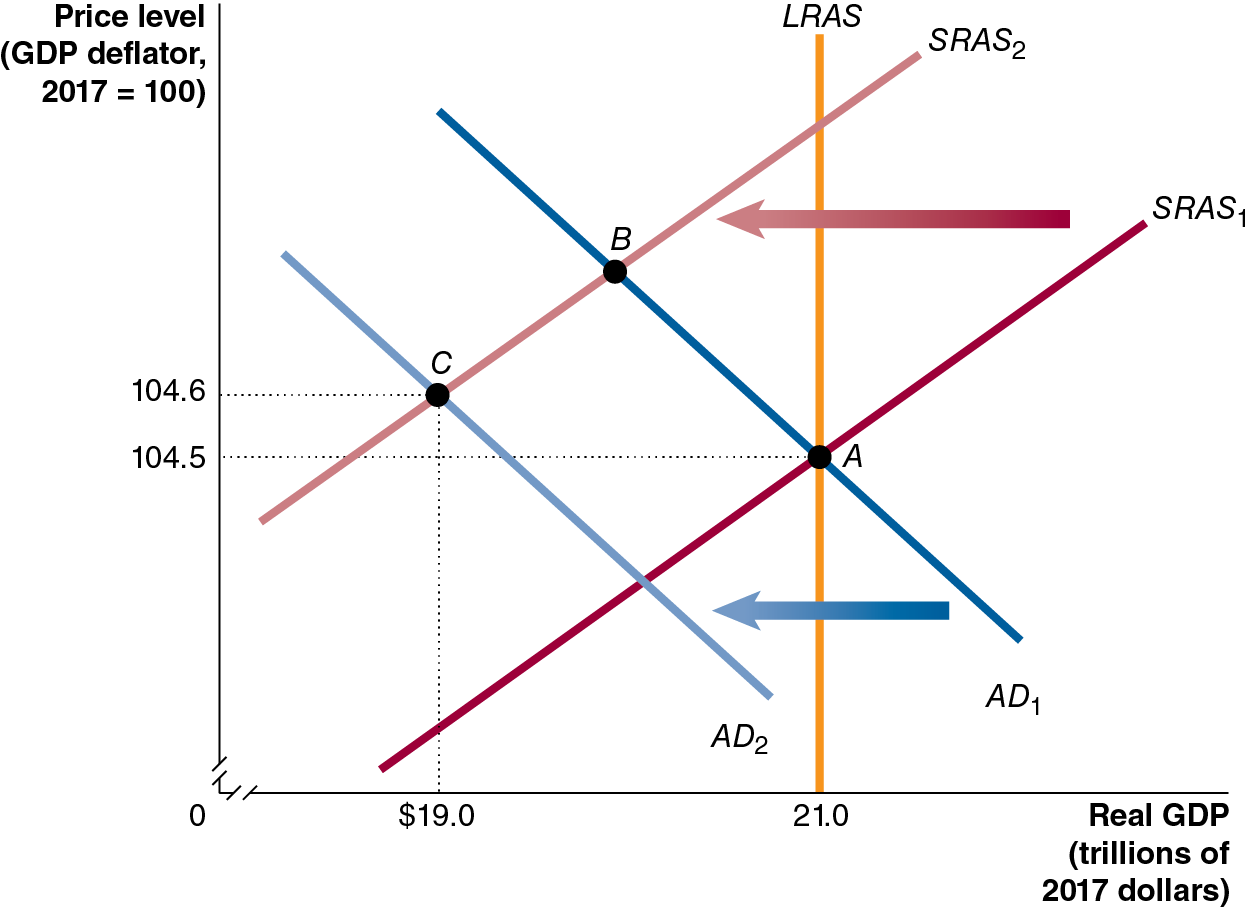 Price level
(GDP deflator,
2017 = 100)
LRAS
SRAS2
SRAS1
B
C
104.6
104.5
A
AD1
AD2
0
$19.0
21.0
Real GDP
(trillions of
2017 dollars)